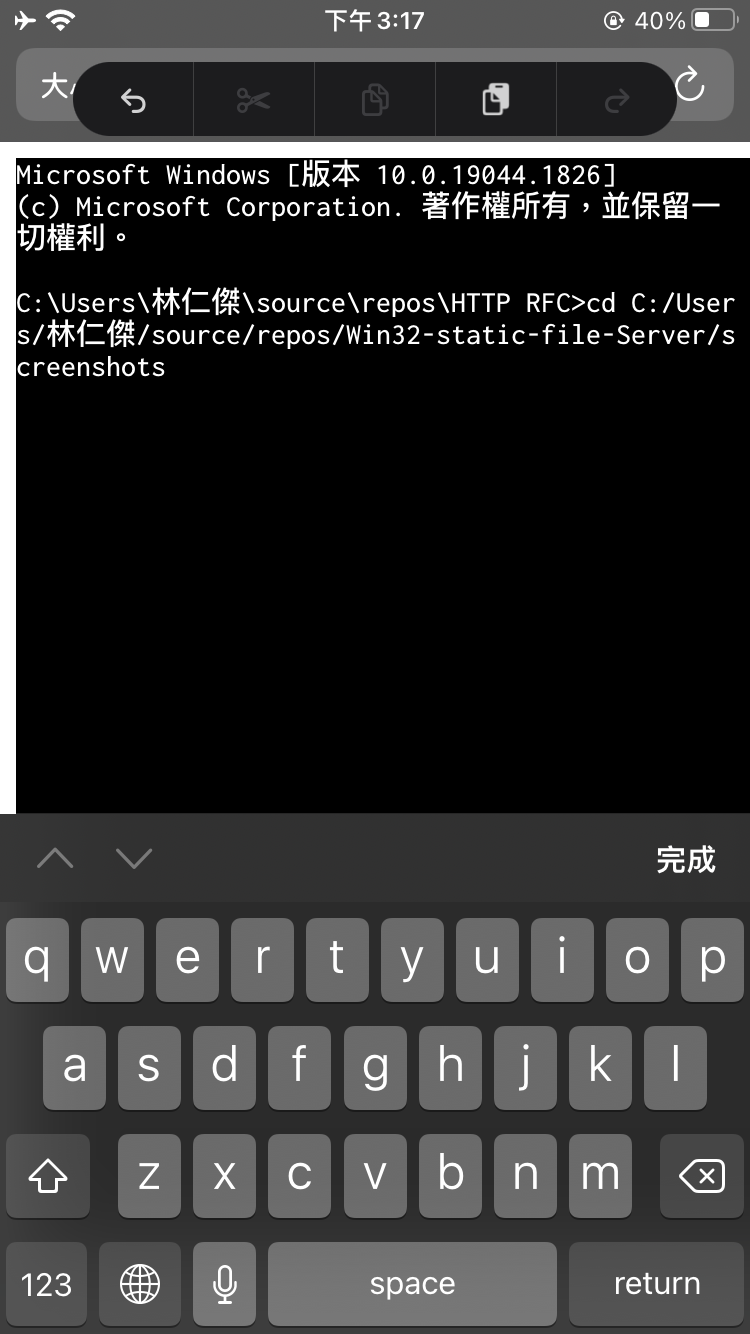 下午3:17
40%
大
Microsoft Windows [版本 10.0.19044.1826]
(c) Microsoft Corporation. 著作權所有，並保留一
切權利。
C:\Users\林仁傑\source\repos\HTTP RFC>cd C:/User
s/林仁傑/source/repos/Win32-static-file-Server/s
creenshots
完成
q w e r t y u i o p
a s d f g h j k l
z x c v b n m
123 space return